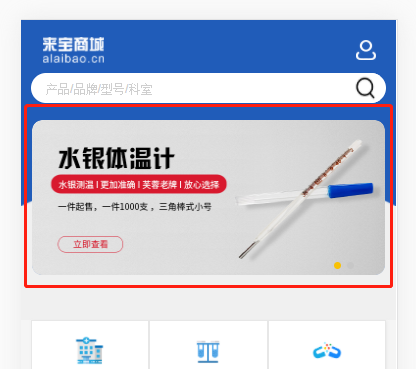 来宝商城
alaibao.cn
产品/品牌/型号/科室
水银体温计
水银测温 | 更加准确 | 芙蓉老牌 | 放心选择
一件起售，一件1000支，三角棒式小号
立即查看